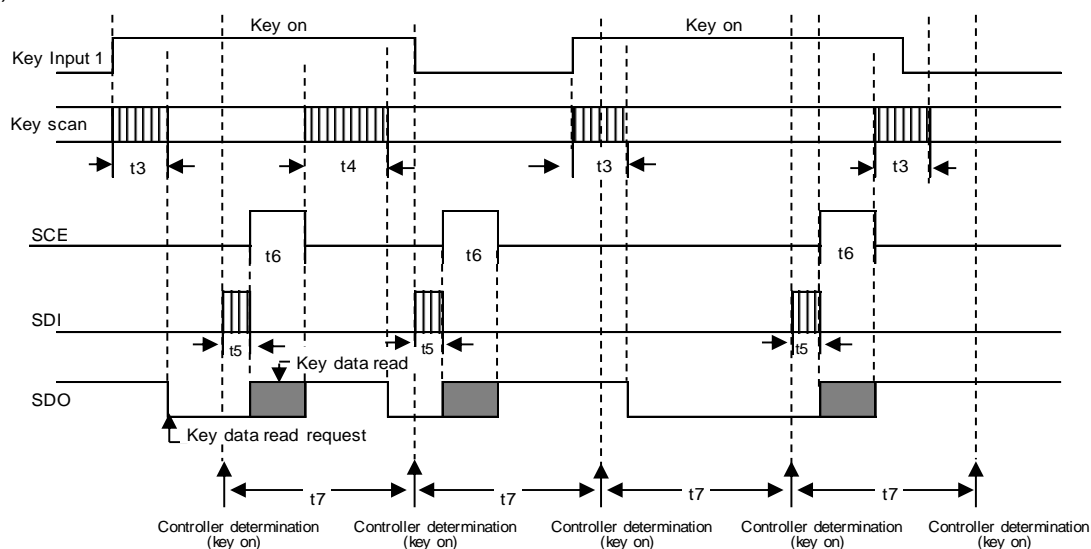 Key on
Key on
Key Input 1
Key scan
t3
t4
t3
t3
SCE
t6
t6
t6
SDI
t5
t5
t5
Key data read
SDO
Key data read request
t7
t7
t7
t7
Controller determination
(key on)
Controller determination
(key on)
Controller determination
(key on)
Controller determination
(key on)
Controller determination
(key on)